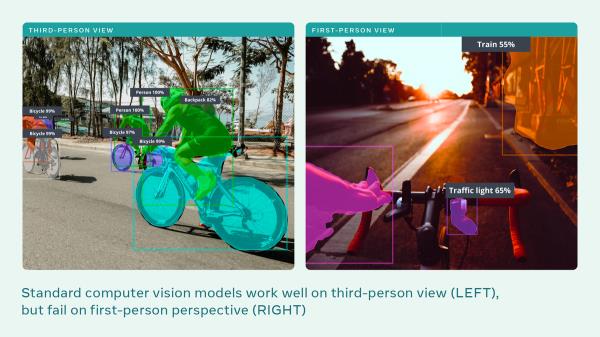 THIRD-PERSON VIEW
Person 100%
Backpack 82%
Bicycle 99%
Person 100%
Bicycle 99%
Bicycle 97%
Bicycle 99%
FIRST-PERSON VIEW
Train 55%
Traffic light 65%
Standard computer vision models work well on third-person view (LEFT),
but fail on first-person perspective (RIGHT)